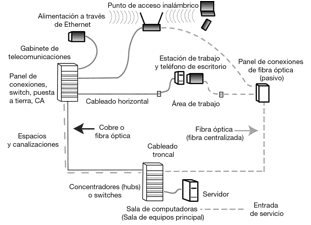 Punto de acceso inalámbrico
Alimentación a través
de Ethernet
Gabinete de
telecomunicaciones
Estación de trabajo
y teléfono de escritorio
Panel de conexiones
de fibra óptica
(pasivo)
Panel de
conexiones,
switch, puesta
a tierra, CA
Cableado horizontal
Área de trabajo
Espacios
y canalizaciones
Cobre o
fibra óptica
Fibra óptica
(fibra centralizada)
Cableado
troncal
Concentradores (hubs)
o switches
Servidor
Sala de computadoras
(Sala de equipos principal)
Entrada
de servicio